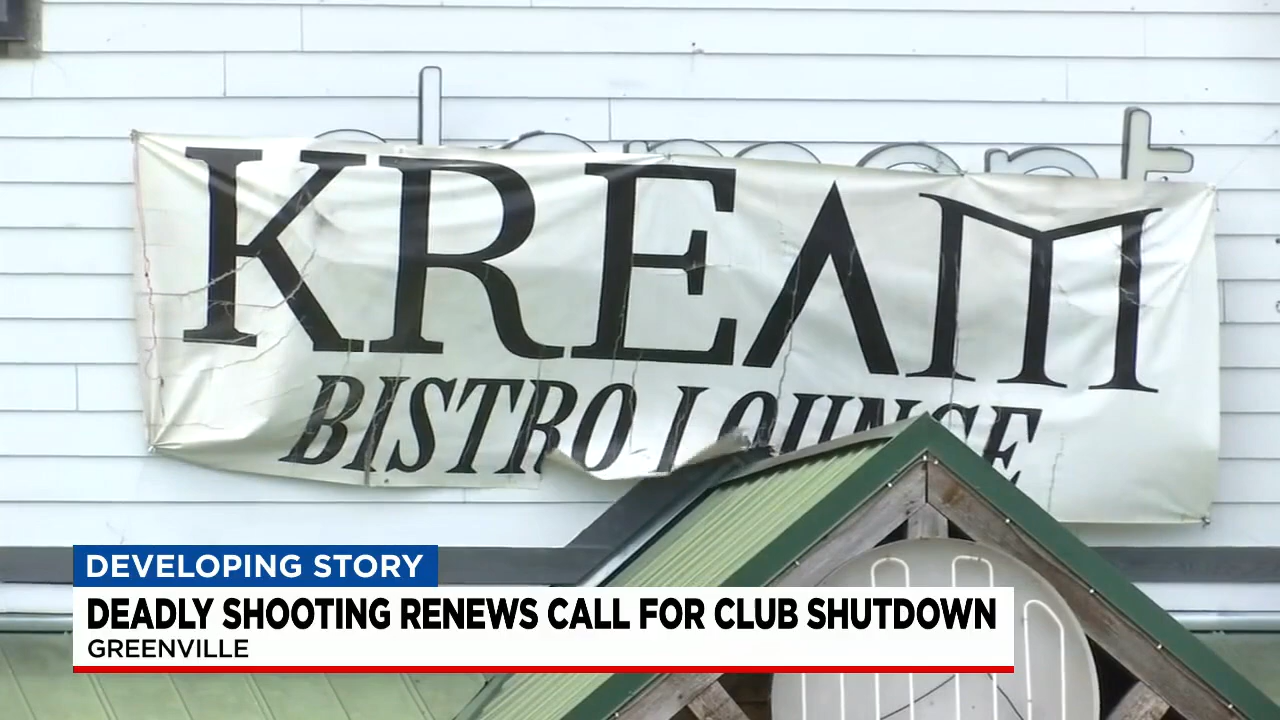 KREAM
BISTRO LOUNGE
DEVELOPING STORY
DEADLY SHOOTING RENEWS CALL FOR CLUB SHUTDOWN
GREENVILLE